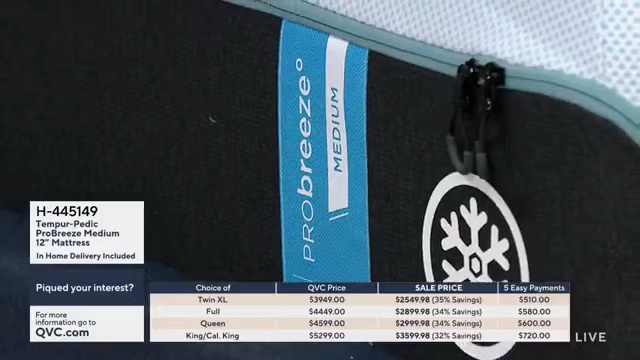 PRObreeze°
MEDIUM
H-445149
Tempur-Pedic
ProBreeze Medium
12" Mattress
In Home Delivery Included
Piqued your interest?
For more
information go to
QVC.com
Choice of QVC Price SALE PRICE 5 Easy Payments
Twin XL $3949.00 $2549.98 (35% Savings) $510.00
Full $4449.00 $2899.98 (34% Savings) $580.00
Queen $4599.00 $2999.98 (34% Savings) $600.00
King/Cal. King $5299.00 $3599.98 (32% Savings) $720.00
LIVE